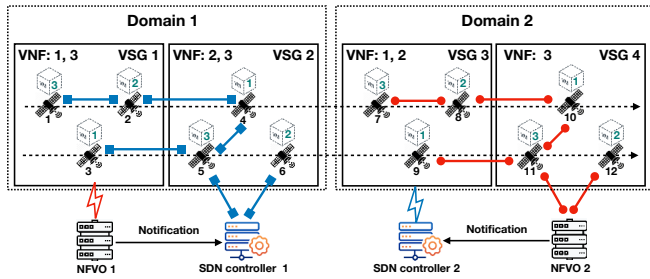 Domain 1
Domain 2
VNF: 1, 3
VSG 1
VNF: 2, 3
VSG 2
VNF: 1, 2
VSG 3
VNF: 3
VSG 4
3
2
1
3
2
1
1
2
4
7
8
10
1
3
2
1
3
2
3
5
6
9
11
12
Notification
Notification
NFVO 1
SDN controller 1
SDN controller 2
NFVO 2